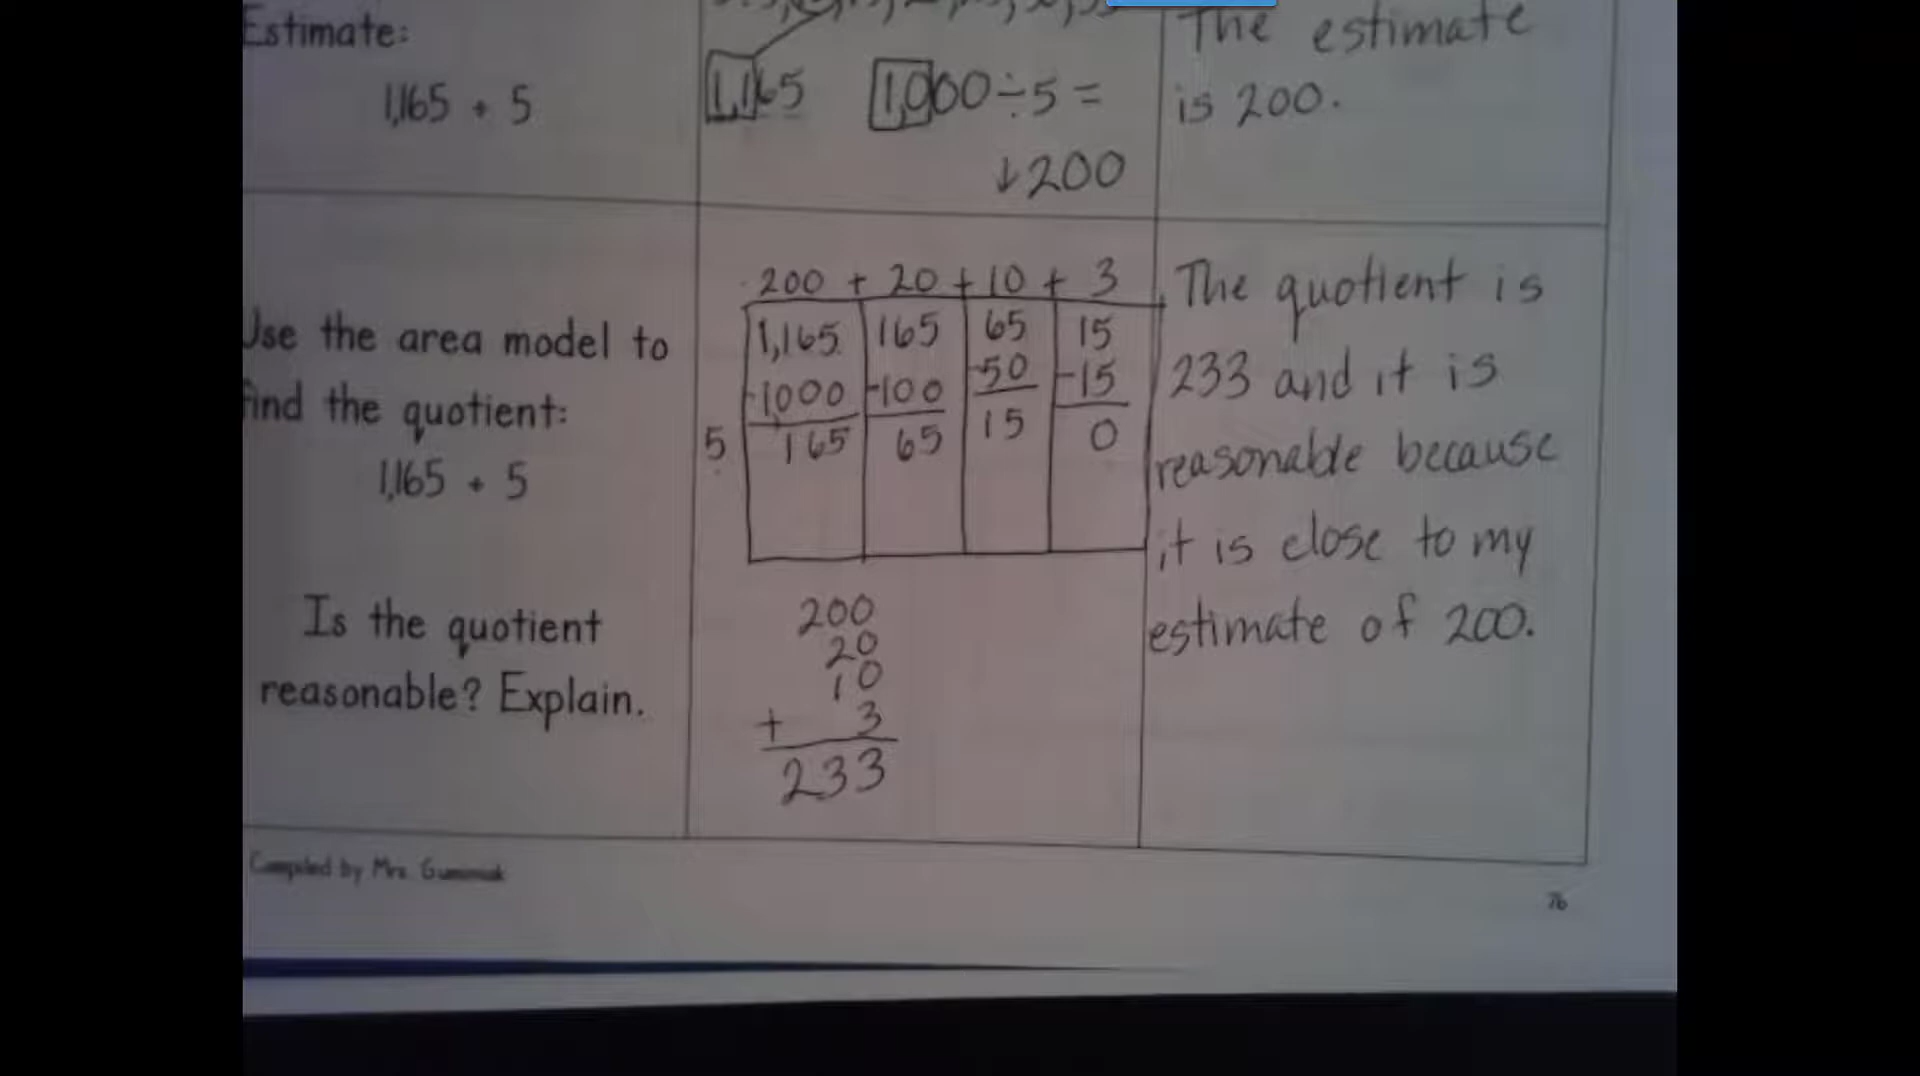 Estimate:
1,165 ÷ 5
1,165 1,000÷5=
↓200
The estimate
is 200.
Use the area model to
find the quotient:
1,165 ÷ 5
Is the quotient
reasonable? Explain.
200 + 20 + 10 + 3
1,165 165 65 15
-1000 -100 -50 -15
5 165 65 15 0
200
20
10
+ 3
233
The quotient is
233 and it is
reasonable because
it is close to my
estimate of 200.
Compiled by Mrs.
76